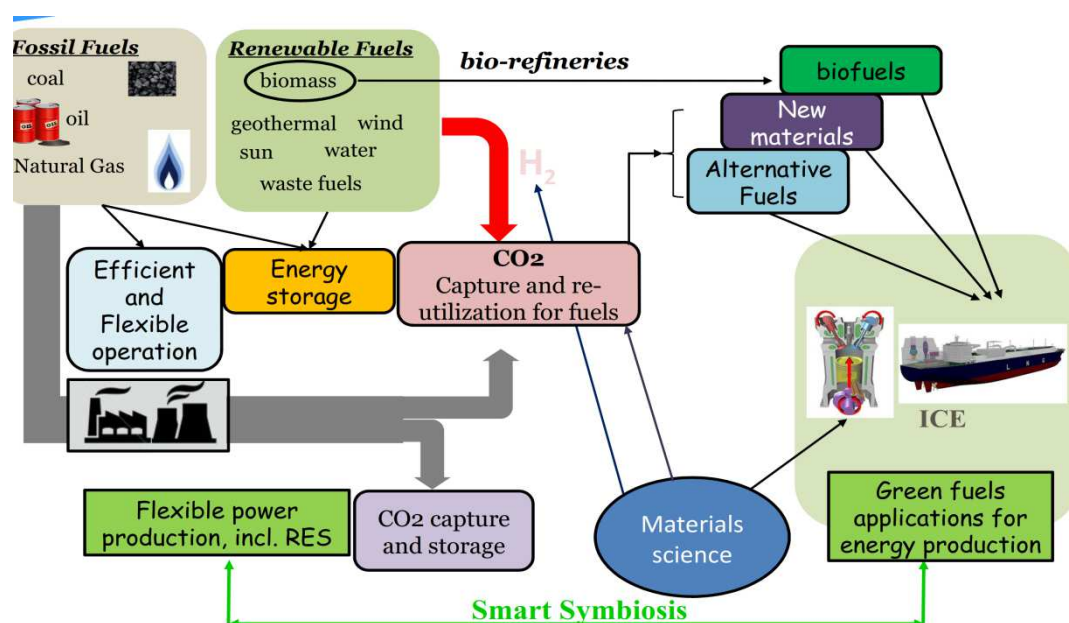 Fossil Fuels
coal
oil
Natural Gas
Renewable Fuels
biomass
geothermal wind
sun water
waste fuels
bio-refineries
H2
biofuels
New
materials
Alternative
Fuels
Efficient
and
Flexible
operation
Energy
storage
CO2
Capture and re-
utilization for fuels
L N G
ICE
Flexible power
production, incl. RES
CO2 capture
and storage
Materials
science
Green fuels
applications for
energy production
Smart Symbiosis